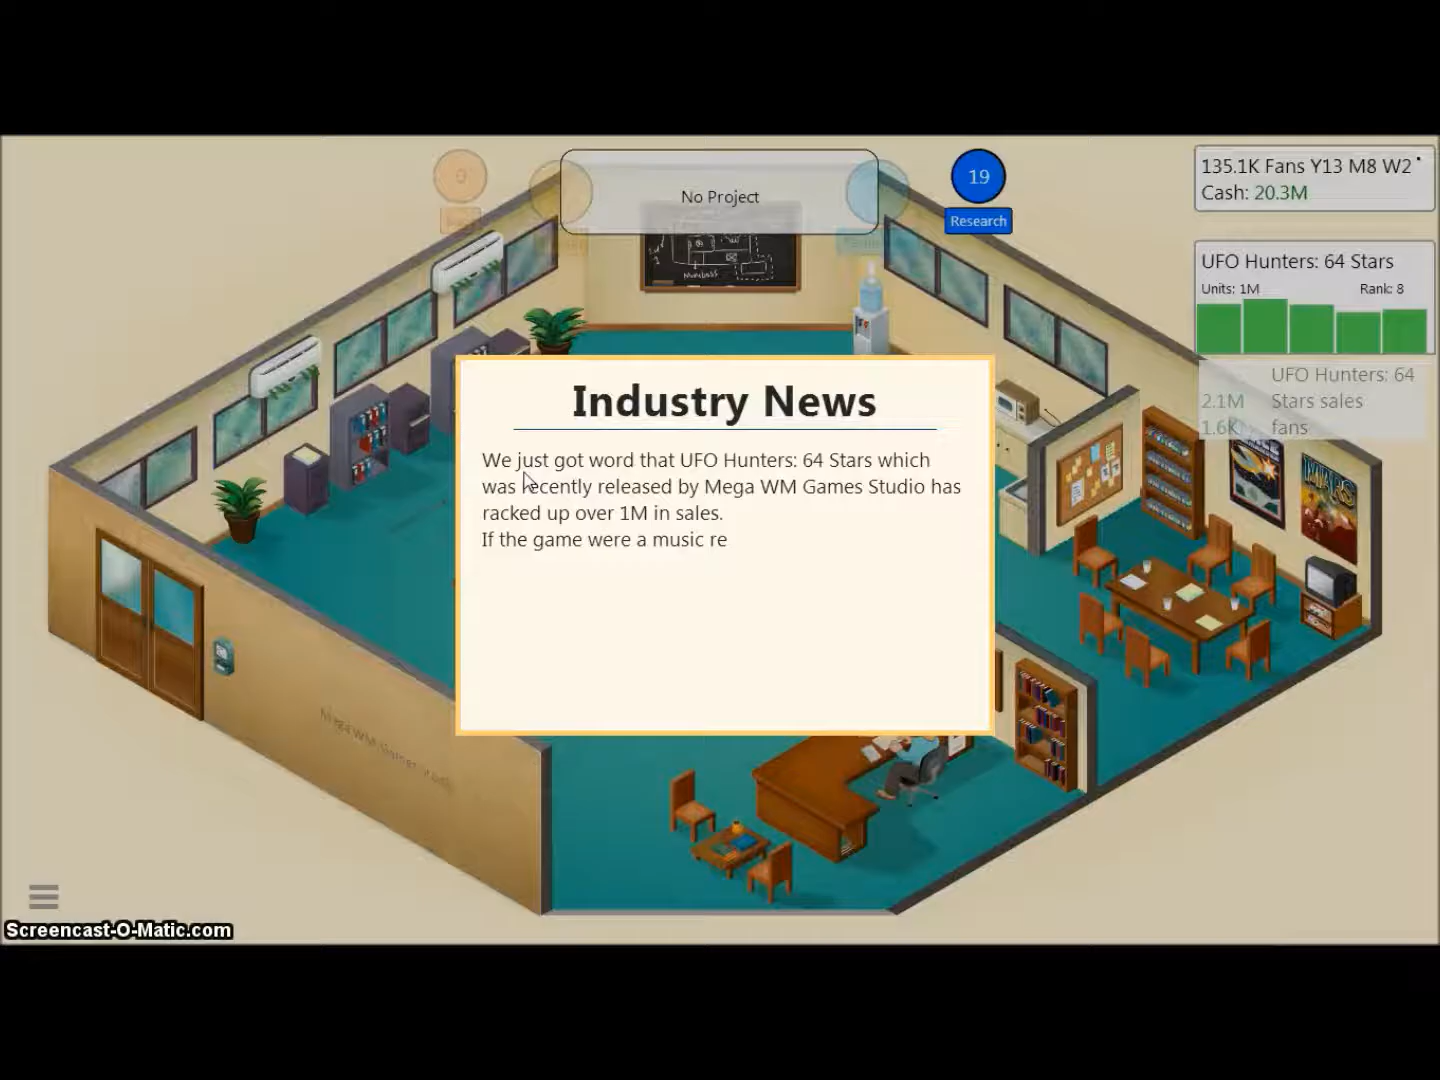 0
No Project
19
Research
135.1K Fans Y13 M8 W2
Cash: 20.3M
UFO Hunters: 64 Stars
Units: 1M Rank: 8
UFO Hunters: 64
2.1M Stars sales
1.6K fans
Industry News
We just got word that UFO Hunters: 64 Stars which
was recently released by Mega WM Games Studio has
racked up over 1M in sales.
If the game were a music re
Screencast-O-Matic.com